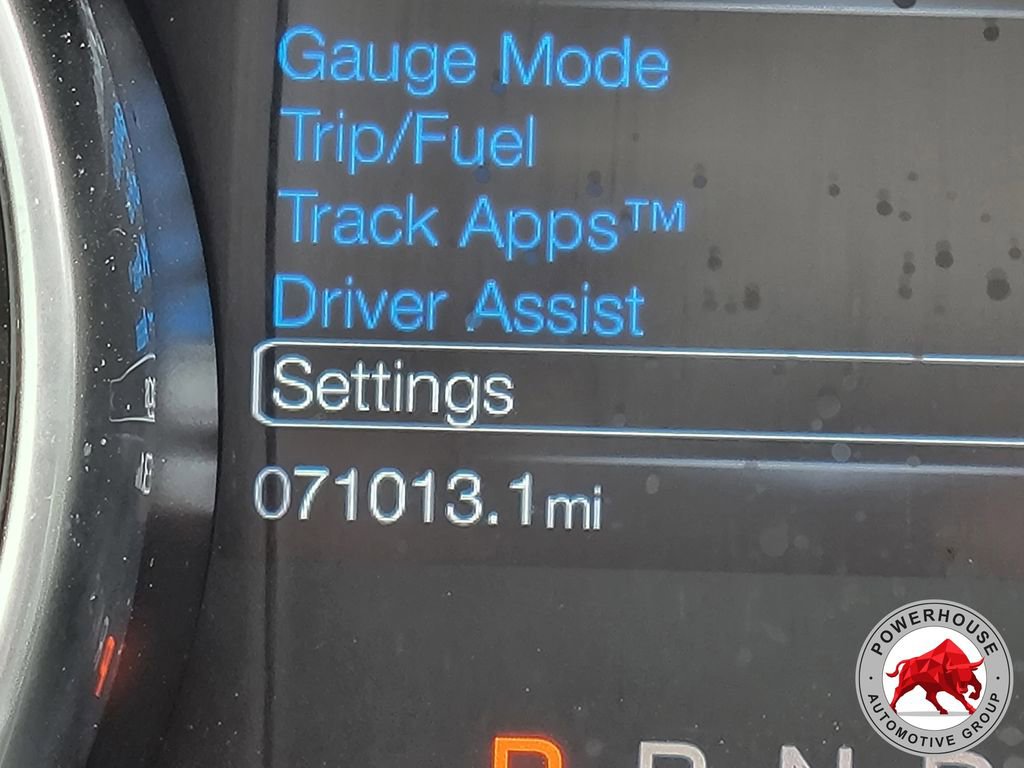 Gauge Mode
Trip/Fuel
Track Apps™
Driver Assist
Settings
071013.1mi
P R N D
POWERHOUSE
AUTOMOTIVE GROUP